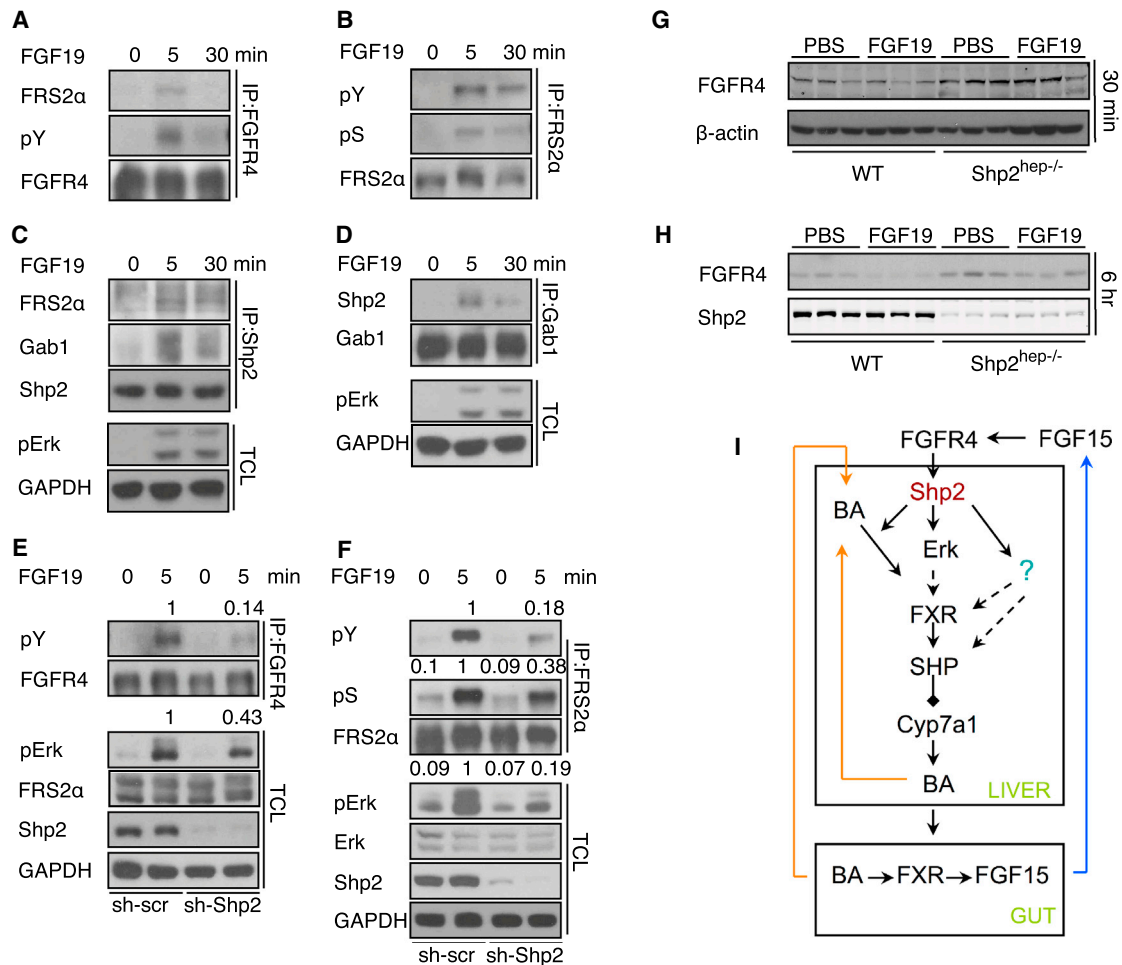 A
FGF19 0 5 30 min
FRS2α
pY
FGFR4
IP:FGFR4
B
FGF19 0 5 30 min
pY
pS
FRS2α
IP:FRS2α
C
FGF19 0 5 30 min
FRS2α
Gab1
Shp2
IP:Shp2
pErk
GAPDH
TCL
D
FGF19 0 5 30 min
Shp2
Gab1
IP:Gab1
pErk
GAPDH
TCL
E
FGF19 0 5 0 5 min
1 0.14
pY
FGFR4
IP:FGFR4
1 0.43
pErk
FRS2α
Shp2
GAPDH
TCL
sh-scr sh-Shp2
F
FGF19 0 5 0 5 min
1 0.18
pY
0.1 1 0.09 0.38
pS
FRS2α
IP:FRS2α
0.09 1 0.07 0.19
pErk
Erk
Shp2
GAPDH
TCL
sh-scr sh-Shp2
G
PBS FGF19 PBS FGF19
FGFR4
β-actin
30 min
WT Shp2hep-/-
H
PBS FGF19 PBS FGF19
FGFR4
Shp2
6 hr
WT Shp2hep-/-
I
FGFR4 ← FGF15
Shp2
BA
Erk
?
FXR
SHP
Cyp7a1
BA
LIVER
BA → FXR → FGF15
GUT